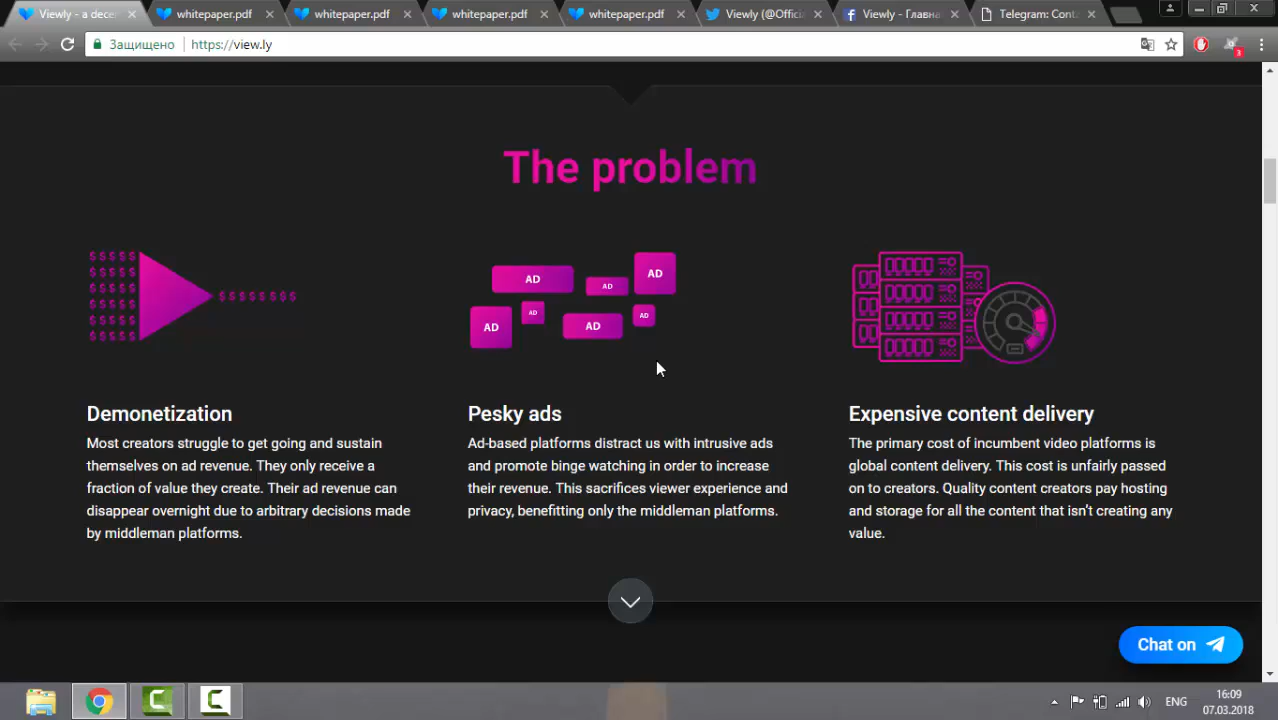 Viewly - a dece
whitepaper.pdf
whitepaper.pdf
whitepaper.pdf
whitepaper.pdf
Viewly (@Offici
Viewly - Главна
Telegram: Cont
Защищено
https://view.ly
3
The problem
$ $ $ $ $
$ $ $ $ $
$ $ $ $ $
$ $ $ $ $
$ $ $ $ $
$ $ $ $ $
$ $ $ $ $ $ $ $
AD
AD
AD
AD
AD
AD
AD
Demonetization
Most creators struggle to get going and sustain
themselves on ad revenue. They only receive a
fraction of value they create. Their ad revenue can
disappear overnight due to arbitrary decisions made
by middleman platforms.
Pesky ads
Ad-based platforms distract us with intrusive ads
and promote binge watching in order to increase
their revenue. This sacrifices viewer experience and
privacy, benefitting only the middleman platforms.
Expensive content delivery
The primary cost of incumbent video platforms is
global content delivery. This cost is unfairly passed
on to creators. Quality content creators pay hosting
and storage for all the content that isn't creating any
value.
Chat on
ENG
16:09
07.03.2018